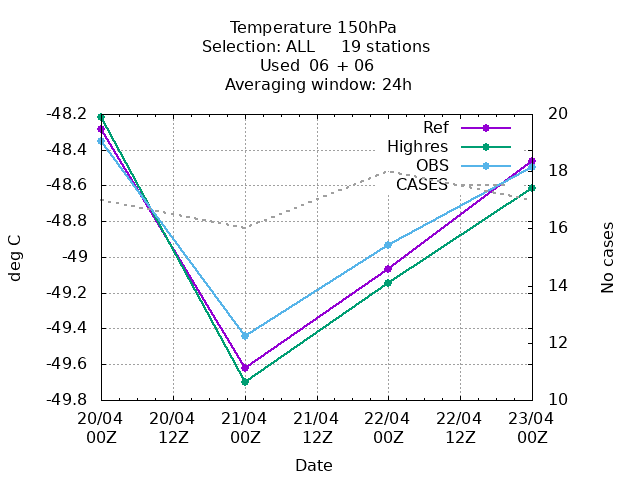 Temperature 150hPa
Selection: ALL     19 stations
Used  06 + 06
Averaging window: 24h
-48.2
-48.4
-48.6
-48.8
-49
-49.2
-49.4
-49.6
-49.8
deg C
Ref
Highres
OBS
CASES
20
18
16
14
12
10
No cases
20/04 20/04 21/04 21/04 22/04 22/04 23/04
00Z 12Z 00Z 12Z 00Z 12Z 00Z
Date